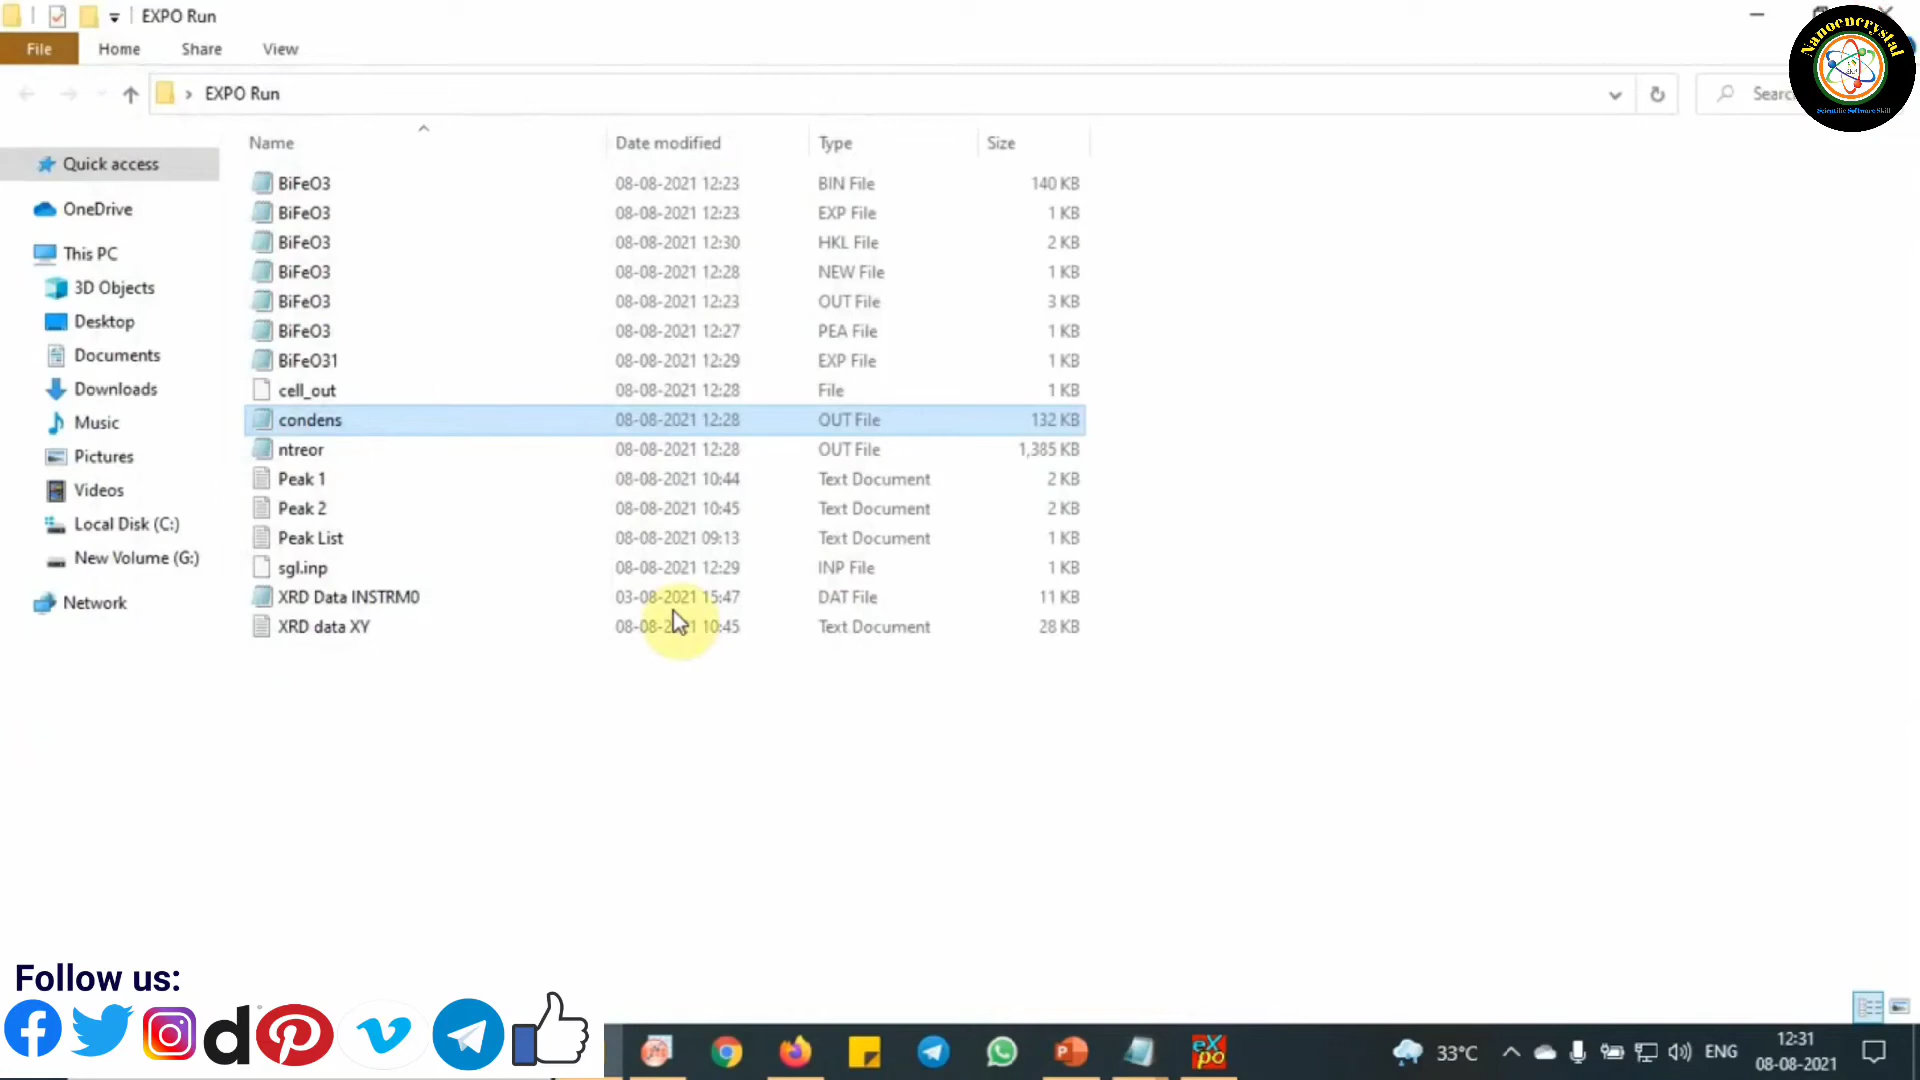 EXPO Run
File Home Share View
EXPO Run
Name Date modified Type Size
Quick access
OneDrive
This PC
3D Objects
Desktop
Documents
Downloads
Music
Pictures
Videos
Local Disk (C:)
New Volume (G:)
Network
BiFeO3 08-08-2021 12:23 BIN File 140 KB
BiFeO3 08-08-2021 12:23 EXP File 1 KB
BiFeO3 08-08-2021 12:30 HKL File 2 KB
BiFeO3 08-08-2021 12:28 NEW File 1 KB
BiFeO3 08-08-2021 12:23 OUT File 3 KB
BiFeO3 08-08-2021 12:27 PEA File 1 KB
BiFeO31 08-08-2021 12:29 EXP File 1 KB
cell_out 08-08-2021 12:28 File 1 KB
condens 08-08-2021 12:28 OUT File 132 KB
ntreor 08-08-2021 12:28 OUT File 1,385 KB
Peak 1 08-08-2021 10:44 Text Document 2 KB
Peak 2 08-08-2021 10:45 Text Document 2 KB
Peak List 08-08-2021 09:13 Text Document 1 KB
sgl.inp 08-08-2021 12:29 INP File 1 KB
XRD Data INSTRM0 03-08-2021 15:47 DAT File 11 KB
XRD data XY 08-08-2021 10:45 Text Document 28 KB
Scientific Software Skill
Follow us:
eXpo
33°C
ENG
12:31
08-08-2021